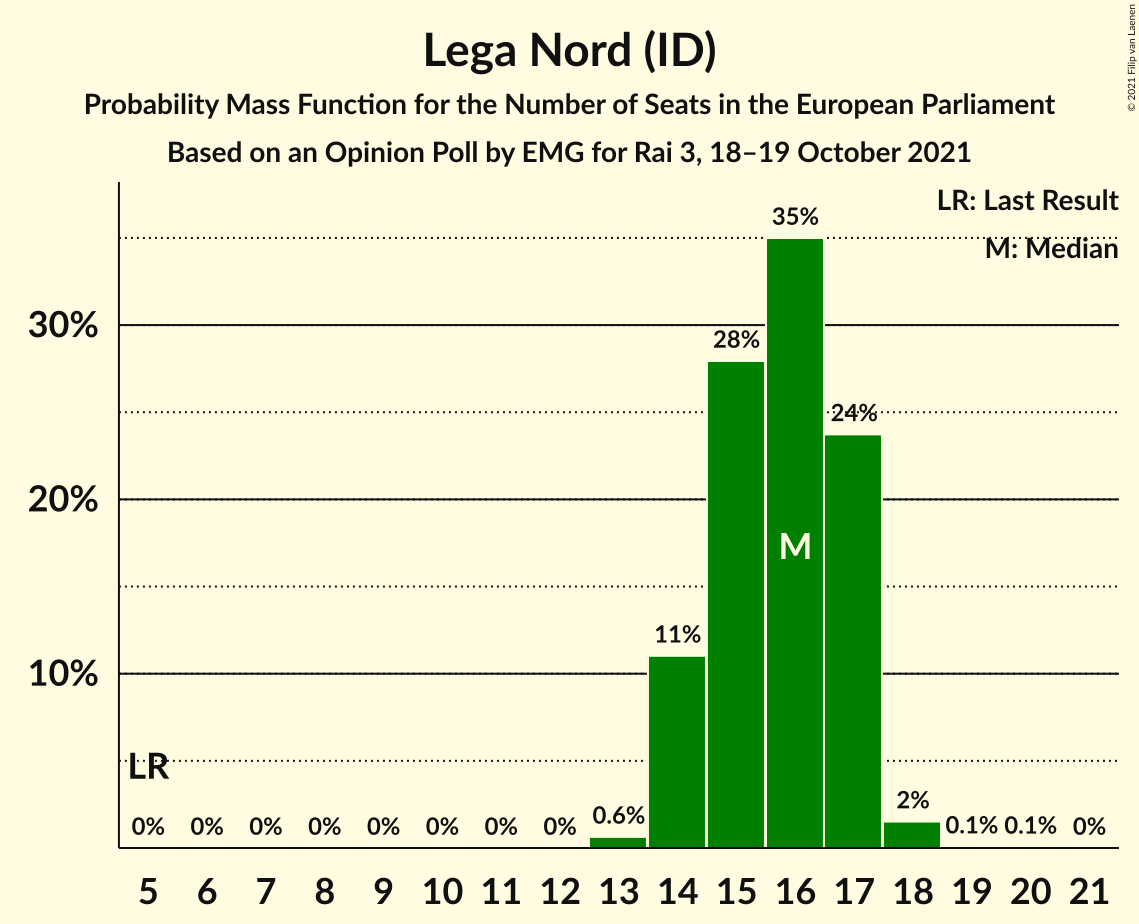 Lega Nord (ID)
Probability Mass Function for the Number of Seats in the European Parliament
Based on an Opinion Poll by EMG for Rai 3, 18–19 October 2021
© 2021 Filip van Laenen
LR: Last Result
M: Median
30%
20%
10%
35%
28%
24%
M
11%
LR
0% 0% 0% 0% 0% 0% 0% 0% 0.6% 2% 0.1% 0.1% 0%
5 6 7 8 9 10 11 12 13 14 15 16 17 18 19 20 21